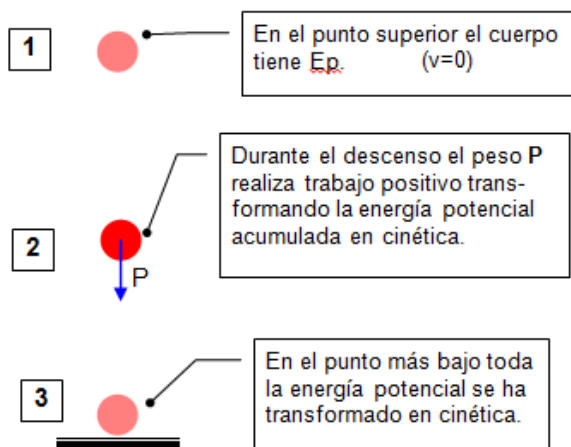 1
En el punto superior el cuerpo
tiene Ep. (v=0)
2
Durante el descenso el peso P
realiza trabajo positivo trans-
formando la energía potencial
acumulada en cinética.
P
3
En el punto más bajo toda
la energía potencial se ha
transformado en cinética.